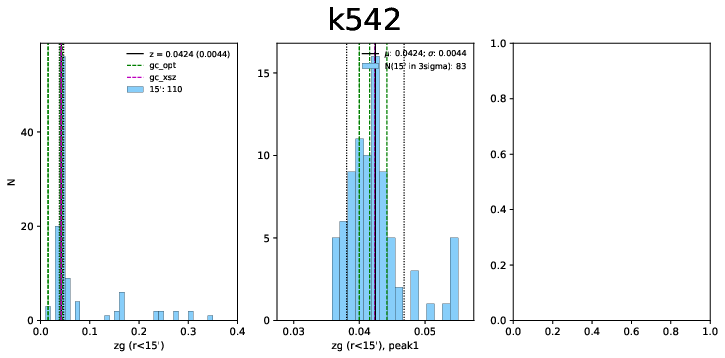 k542
z = 0.0424 (0.0044)
gc_opt
gc_xsz
15': 110
N
0
20
40
0.0 0.1 0.2 0.3 0.4
zg (r<15')
μ: 0.0424; σ: 0.0044
N(15' in 3sigma): 83
0
5
10
15
0.03 0.04 0.05
zg (r<15'), peak1
1.0
0.8
0.6
0.4
0.2
0.0
0.0 0.2 0.4 0.6 0.8 1.0